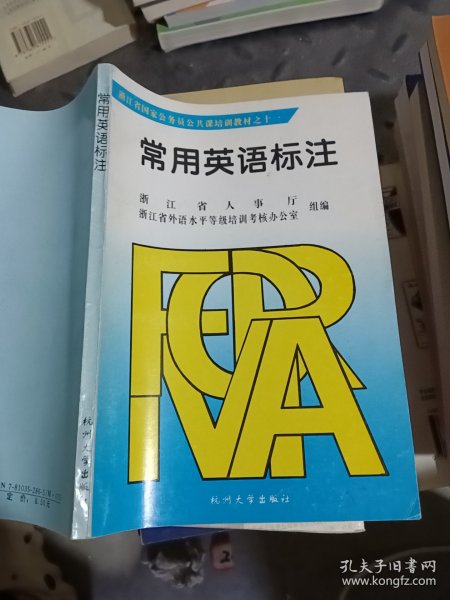 浙江省国家公务员公共课培训教材之十一
常用英语标注
浙江省人事厅
浙江省外语水平等级培训考核办公室
组编
杭州大学出版社
常用英语标注
杭州大学出版社
定价:
孔夫子旧书网
www.kongfz.com